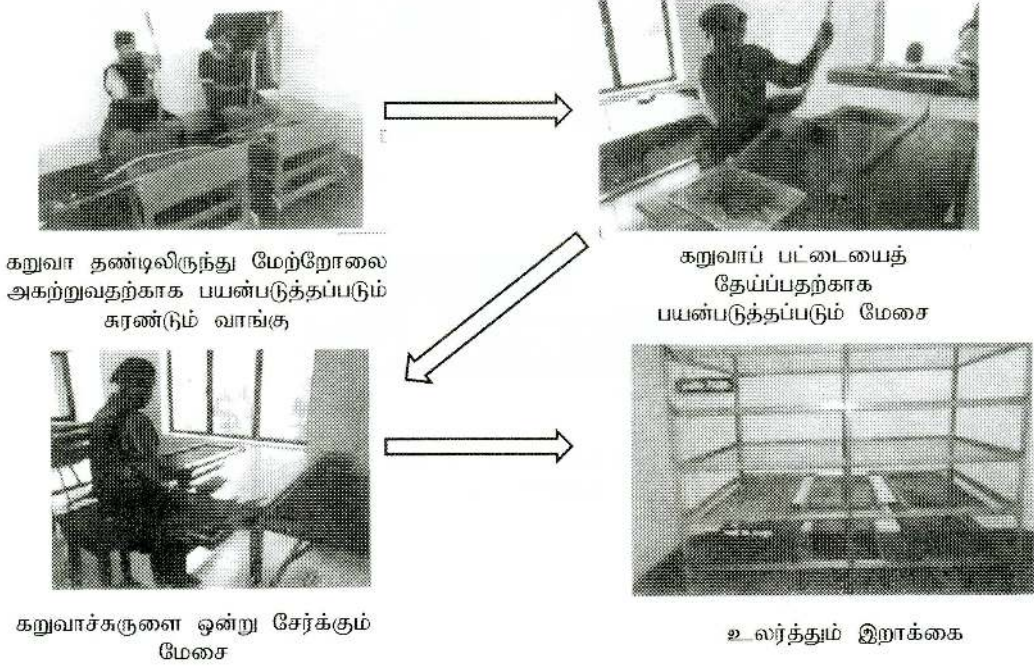 கறுவா தண்டிலிருந்து மேற்றோலை
அகற்றுவதற்காக பயன்படுத்தப்படும்
சுரண்டும் வாங்கு
கறுவாப் பட்டையைத்
தேய்ப்பதற்காக
பயன்படுத்தப்படும் மேசை
கறுவாச்சுருளை ஒன்று சேர்க்கும்
மேசை
உலர்த்தும் இறாக்கை